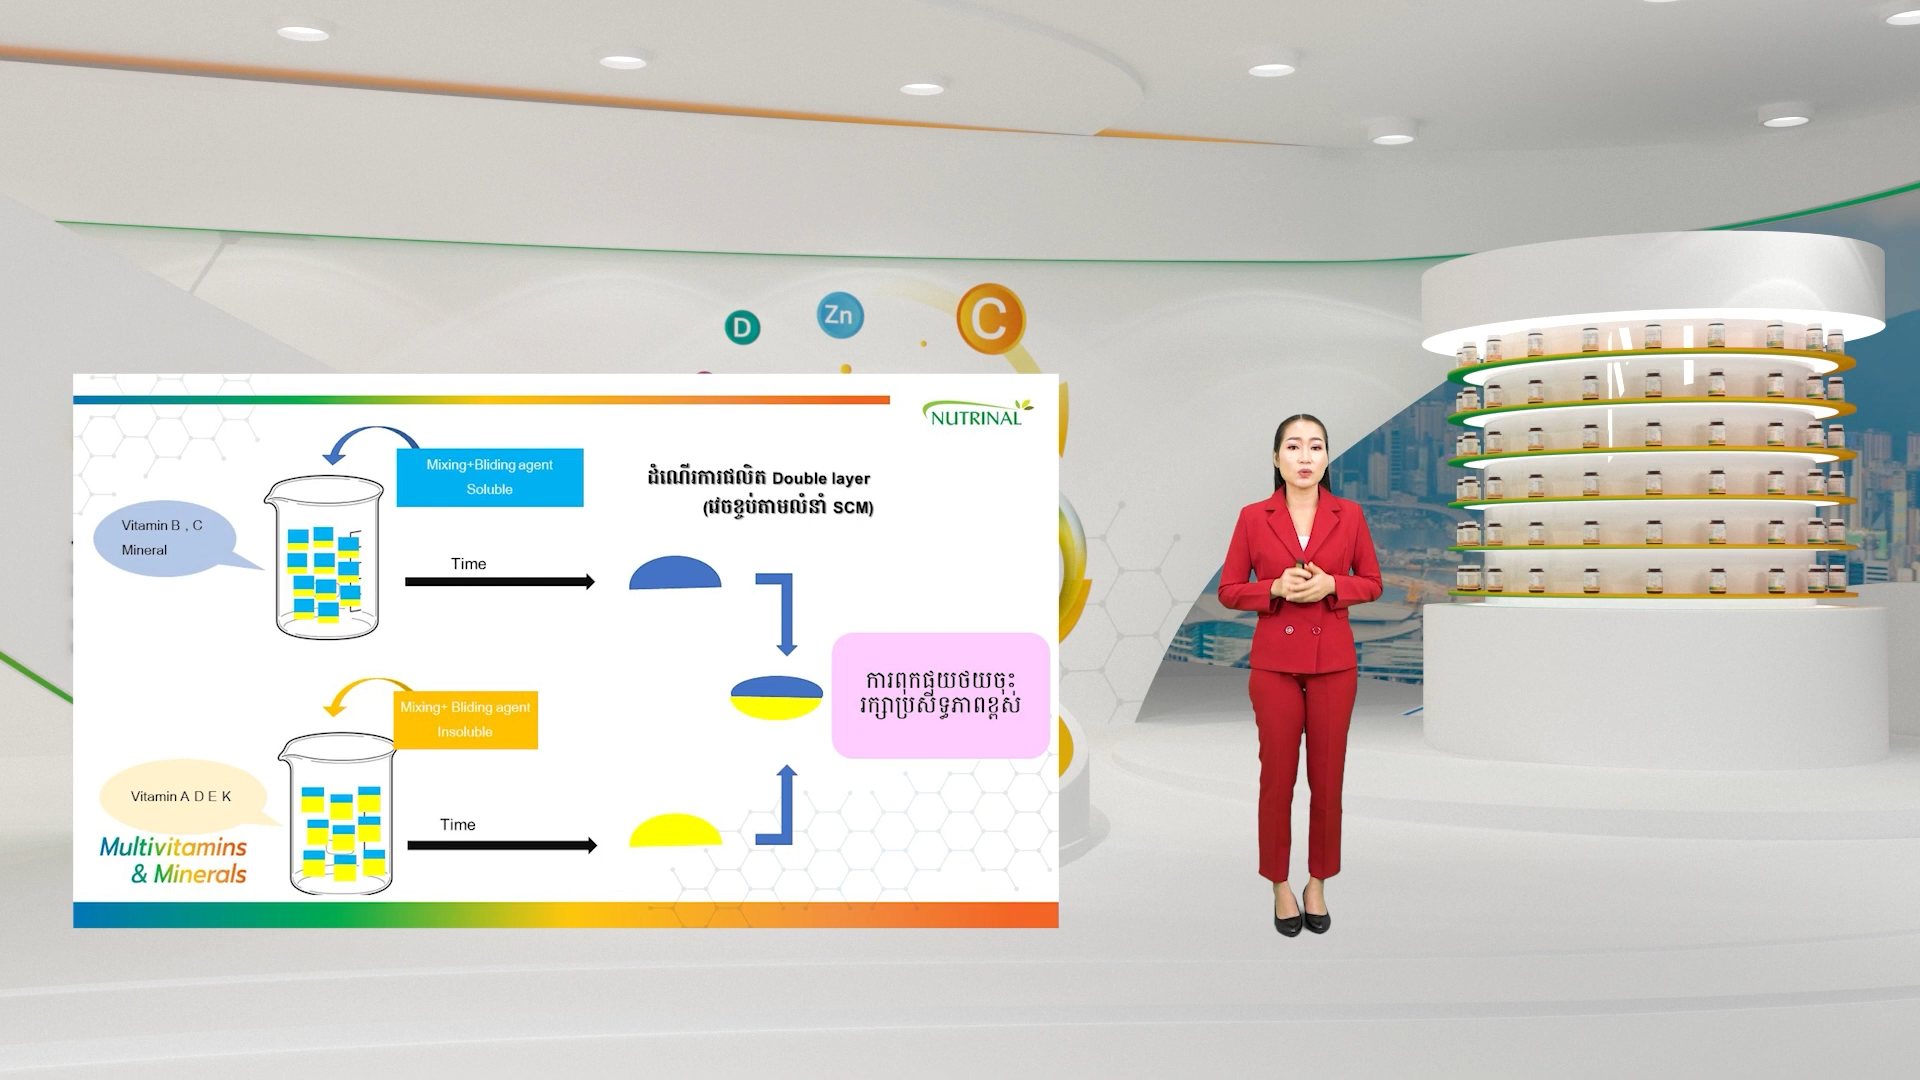 D
Zn
C
NUTRINAL
Mixing+Bliding agent
Soluble
ដំណើរការផលិត Double layer
(វេចខ្ចប់តាមលំនាំ SCM)
Vitamin B , C
Mineral
Time
Mixing+ Bliding agent
Insoluble
ការពុកផុយថយចុះ
រក្សាប្រសិទ្ធភាពខ្ពស់
Vitamin A D E K
Time
Multivitamins
& Minerals